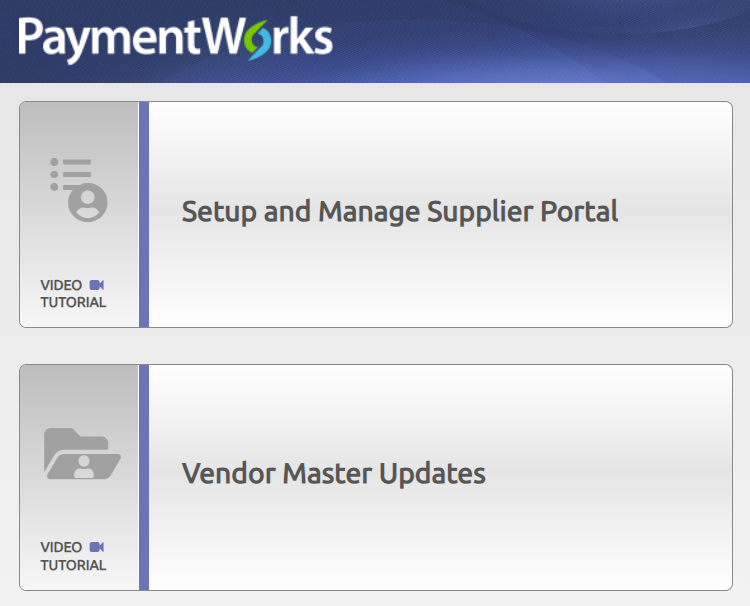 PaymentWorks
Setup and Manage Supplier Portal
VIDEO
TUTORIAL
Vendor Master Updates
VIDEO
TUTORIAL